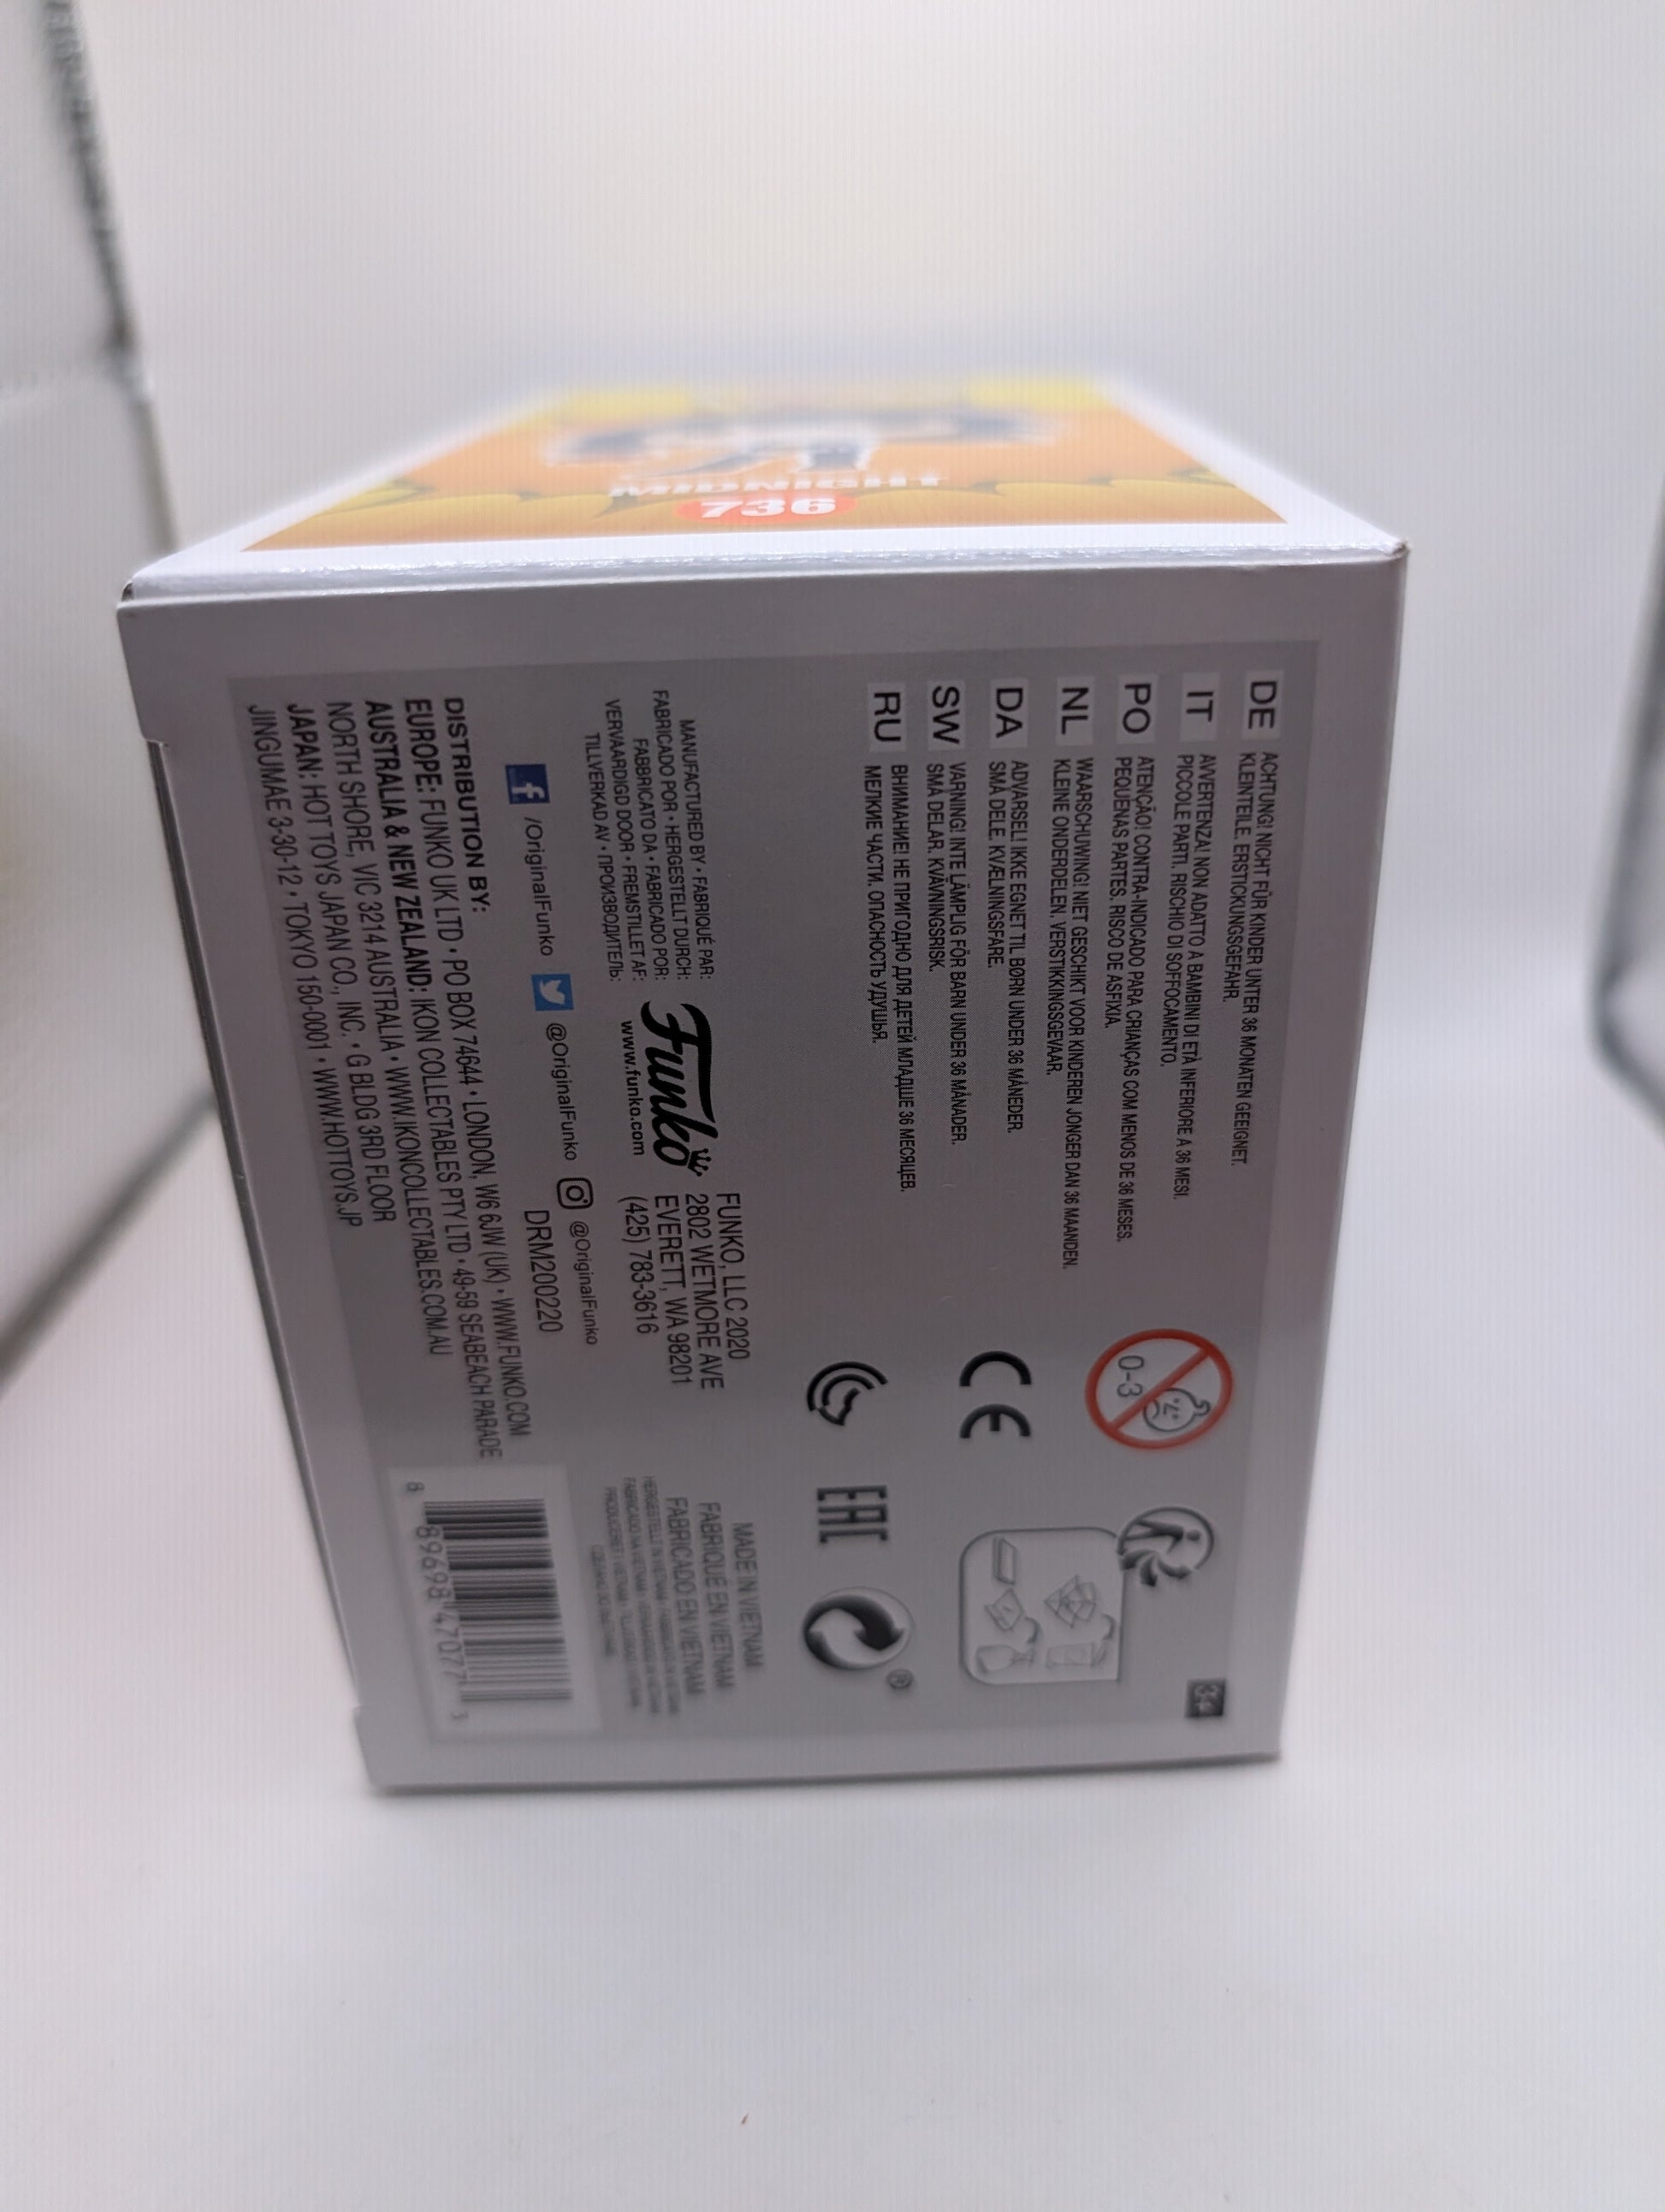 MIDNIGHT
736
DE ACHTUNG! NICHT FÜR KINDER UNTER 36 MONATEN GEEIGNET.
KLEINTEILE. ERSTICKUNGSGEFAHR.
IT AVVERTENZA! NON ADATTO A BAMBINI DI ETÀ INFERIORE A 36 MESI.
PICCOLE PARTI. RISCHIO DI SOFOCAMENTO.
PO ATENÇÃO! CONTRA-INDICADO PARA CRIANÇAS COM MENOS DE 36 MESES.
PEQUENAS PARTES. RISCO DE ASFIXIA.
NL WAARSCHUWING! NIET GESCHIKT VOOR KINDEREN JONGER DAN 36 MAANDEN.
KLEINE ONDERDELEN. VERSTIKKINGSGEVAAR.
DA ADVARSEL! IKKE EGNET TIL BØRN UNDER 36 MÅNEDER.
SMÅ DELE. KVÆLNINGSFARE.
SW VARNING! INTE LÄMPLIG FÖR BARN UNDER 36 MÅNADER.
SMÅ DELAR. KVÄVNINGSRISK.
RU ВНИМАНИЕ! НЕ ПРИГОДНО ДЛЯ ДЕТЕЙ МЛАДШЕ 36 МЕСЯЦЕВ.
МЕЛКИЕ ЧАСТИ. ОПАСНОСТЬ УДУШЬЯ.
0-3
CE
EAC
®
3+
MANUFACTURED BY • FABRIQUÉ PAR:
FABRICADO POR • HERGESTELLT DURCH:
FABBRICATO DA • FABRICADO POR:
VERVAARDIGD DOOR • FREMSTILLET AF:
TILLVERKAD AV • ПРОИЗВОДИТЕЛЬ:
Funko
www.funko.com
FUNKO, LLC 2020
2802 WETMORE AVE
EVERETT, WA 98201
(425) 783-3616
MADE IN VIETNAM
FABRIQUÉ EN VIETNAM
FABRICADO EN VIETNAM
/OriginalFunko @OriginalFunko @OriginalFunko
DRM200220
DISTRIBUTION BY:
EUROPE: FUNKO UK LTD • PO BOX 74644 • LONDON, W6 6JW (UK) • WWW.FUNKO.COM
AUSTRALIA & NEW ZEALAND: IKON COLLECTABLES PTY LTD • 49-59 SEABEACH PARADE
NORTH SHORE, VIC 3214 AUSTRALIA • WWW.IKONCOLLECTABLES.COM.AU
JAPAN: HOT TOYS JAPAN CO., INC. • G BLDG 3RD FLOOR
JINGUMAE 3-30-12 • TOKYO 150-0001 • WWW.HOTTOYS.JP
8 89698 47077 3